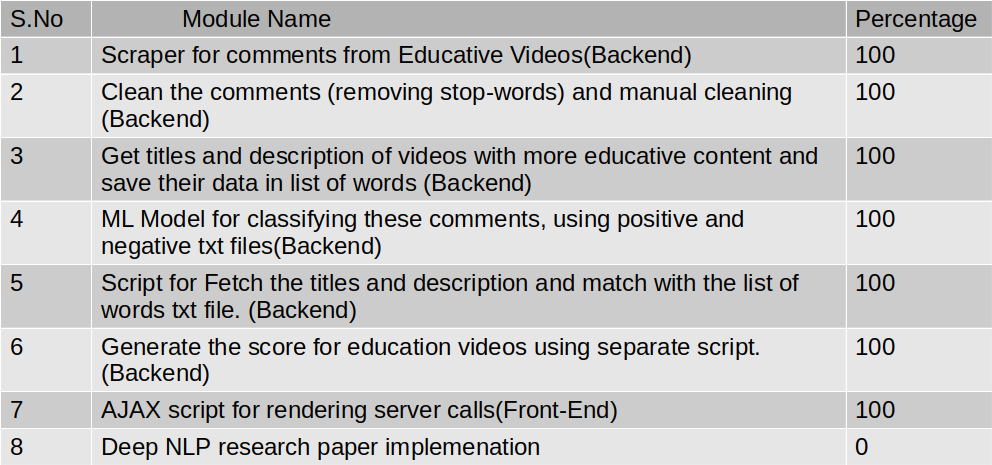 S.No Module Name Percentage
1 Scraper for comments from Educative Videos(Backend) 100
2 Clean the comments (removing stop-words) and manual cleaning 100
(Backend)
3 Get titles and description of videos with more educative content and 100
save their data in list of words (Backend)
4 ML Model for classifying these comments, using positive and 100
negative txt files(Backend)
5 Script for Fetch the titles and description and match with the list of 100
words txt file. (Backend)
6 Generate the score for education videos using separate script. 100
(Backend)
7 AJAX script for rendering server calls(Front-End) 100
8 Deep NLP research paper implemenation 0